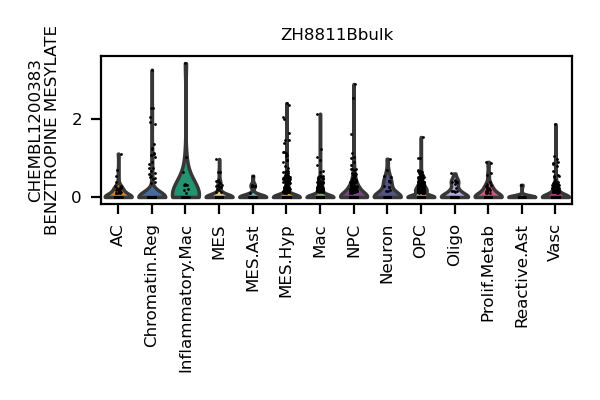 ZH8811Bbulk
CHEMBL1200383
BENZTROPINE MESYLATE
2
0
AC
Chromatin.Reg
Inflammatory.Mac
MES
MES.Ast
MES.Hyp
Mac
NPC
Neuron
OPC
Oligo
Prolif.Metab
Reactive.Ast
Vasc